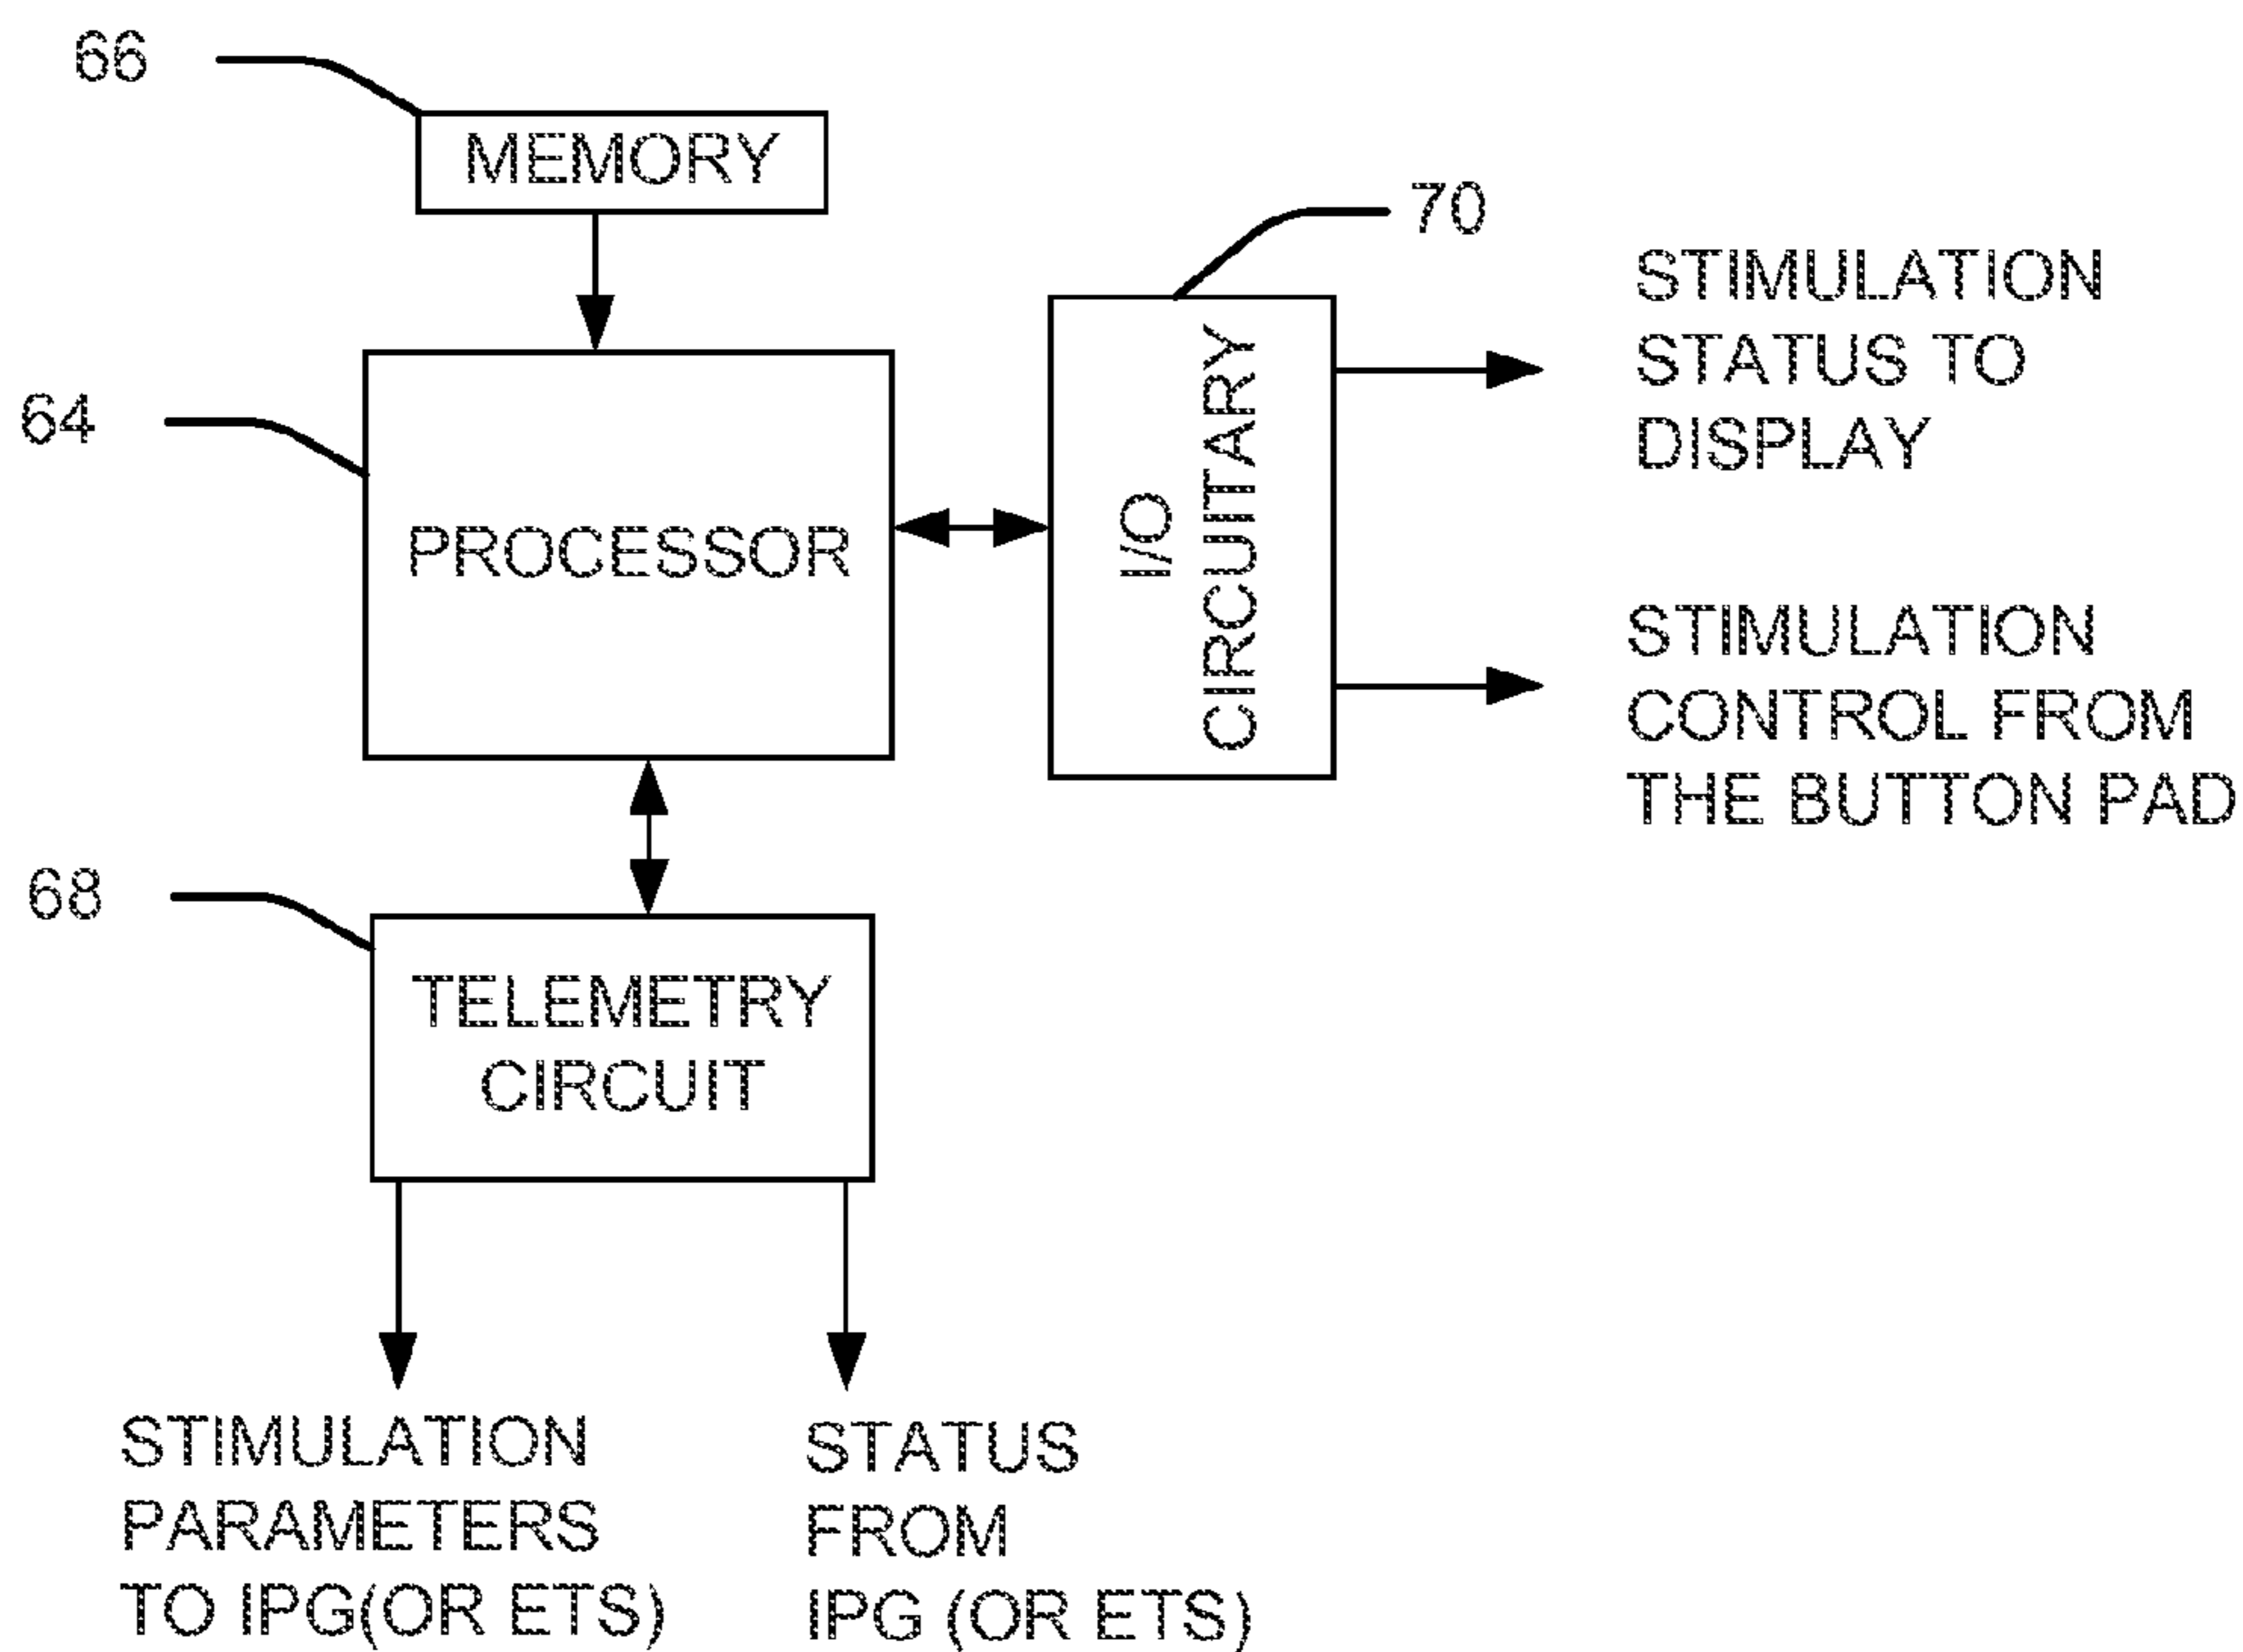 66
MEMORY
70
STIMULATION
STATUS TO
DISPLAY
64
PROCESSOR
I/O
CIRCUITARY
STIMULATION
CONTROL FROM
THE BUTTON PAD
68
TELEMETRY
CIRCUIT
STIMULATION
PARAMETERS
TO IPG(OR ETS)
STATUS
FROM
IPG (OR ETS)